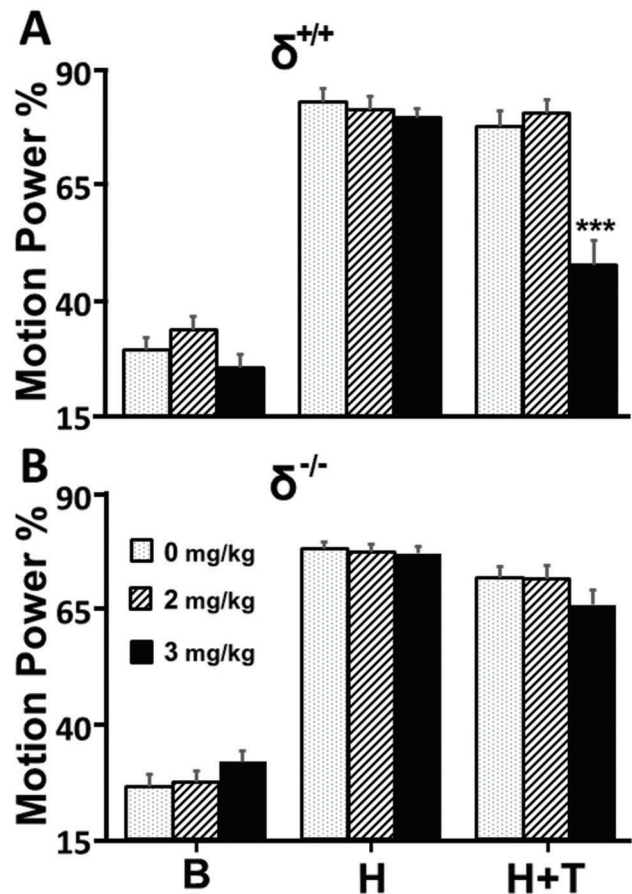 A
δ+/+
Motion Power %
90
65
40
15
***
B
δ-/-
Motion Power %
90
65
40
15
0 mg/kg
2 mg/kg
3 mg/kg
B
H
H+T